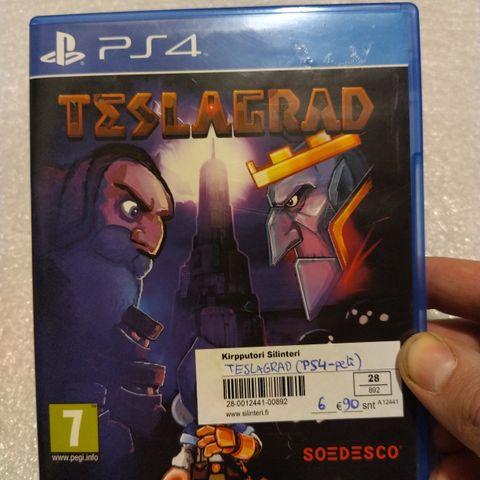 PS4
TESLAGRAD
Kirpputori Silinteri
TESLAGRAD (PS4-peli)
28
892
28-0012441-00892
6 € 90 snt A12441
www.silinteri.fi
7
www.pegi.info
SOEDESCO®